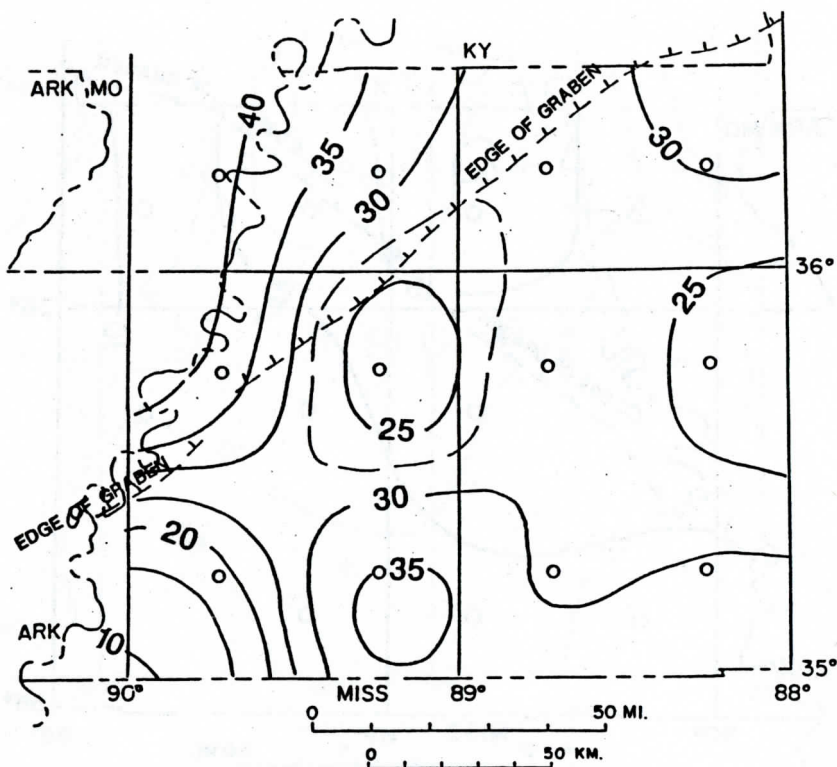 KY
ARK MO
40
35
30
EDGE OF GRABEN
30
36°
25
25
EDGE OF GRABEN
30
20
35
ARK
10
35°
90°
MISS
89°
88°
0 50 MI.
0 50 KM.